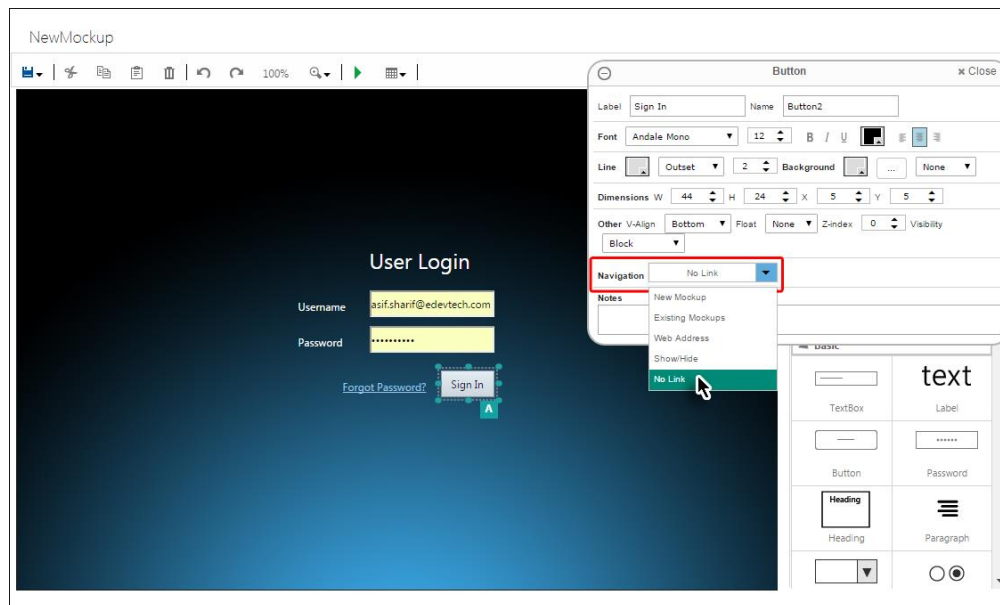 NewMockup
100%
Button
Close
Label Sign In Name Button2
Font Andale Mono 12 B I U
Line Outset 2 Background ... None
Dimensions W 44 H 24 X 5 Y 5
Other V-Align Bottom Float None Z-index 0 Visibility
Block
Navigation No Link
Notes
New Mockup
Existing Mockups
Web Address
Show/Hide
No Link
User Login
Username asif.sharif@edevtech.com
Password ••••••••••
Forgot Password? Sign In
A
Basic
text
TextBox Label
Button Password
Heading
Heading Paragraph